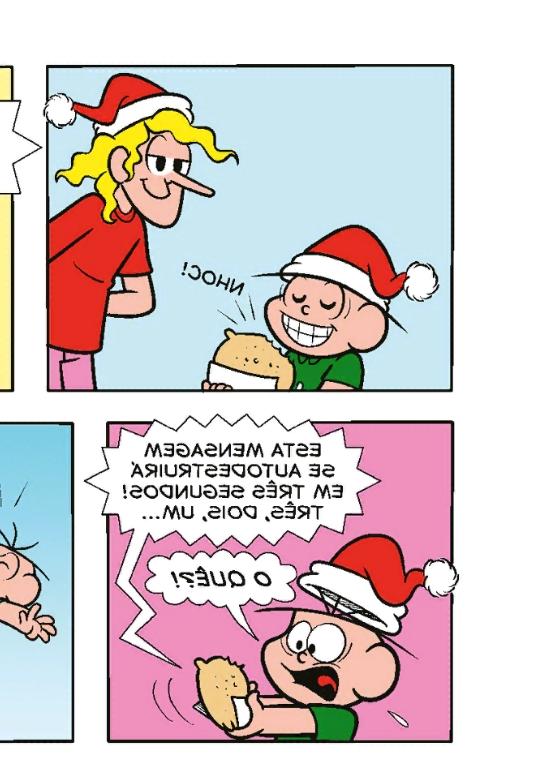 NHOC!
ESTA MENSAGEM
SE AUTODESTRUIRÁ
EM TRÊS SEGUNDOS!
TRÊS, DOIS, UM...
O QUÊ?!